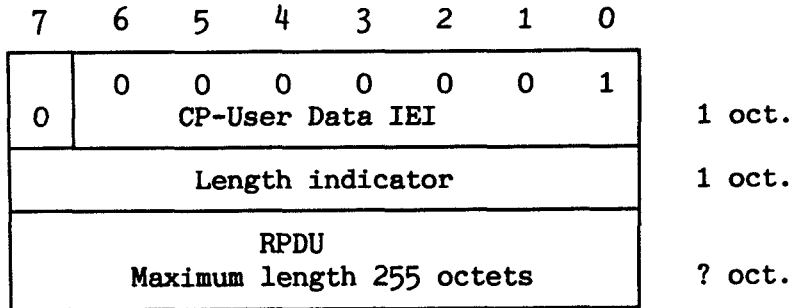 7 6 5 4 3 2 1 0
0 0 0 0 0 0 1
0 CP-User Data IEI 1 oct.
Length indicator 1 oct.
RPDU
Maximum length 255 octets ? oct.